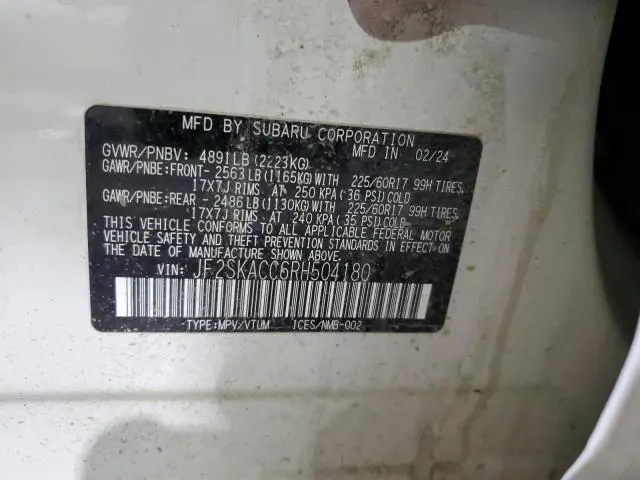 MFD BY SUBARU CORPORATION
GVWR/PNBV: 4891LB(2223KG) MFD IN 02/24
GAWR/PNBE:FRONT- 2563LB(1165KG)WITH 225/60R17 99H TIRES,
17X7J RIMS AT 250 KPA(36 PSI)COLD
GAWR/PNBE:REAR - 2486LB(1130KG)WITH 225/60R17 99H TIRES,
17X7J RIMS AT 240 KPA(35 PSI)COLD
THIS VEHICLE CONFORMS TO ALL APPLICABLE FEDERAL MOTOR
VEHICLE SAFETY AND THEFT PREVENTION STANDARDS IN EFFECT ON
THE DATE OF MANUFACTURE SHOWN ABOVE.
VIN: JF2SKACC6RH504180
TYPE:MPV/VTUM ICES/NMB-002